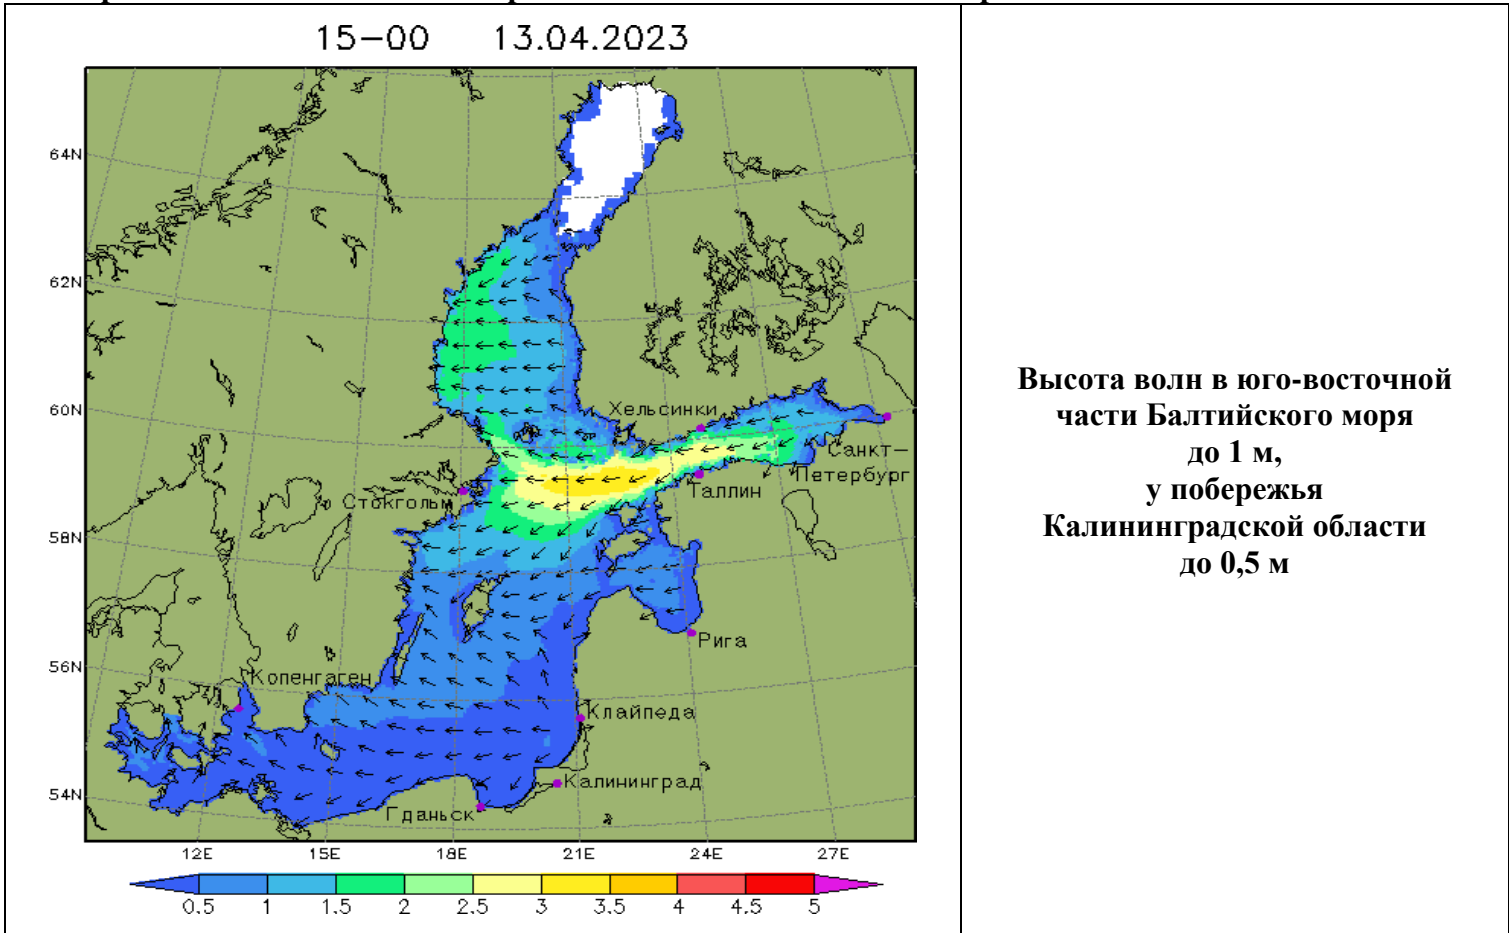 15-00 13.04.2023
64N
62N
60N
58N
56N
54N
Хельсинки
Санкт-
Петербург
Таллин
Стокгольм
Рига
Копенгаген
Клайпеда
Калининград
Гданьск
12E 15E 18E 21E 24E 27E
0.5 1 1.5 2 2.5 3 3.5 4 4.5 5
Высота волн в юго-восточной
части Балтийского моря
до 1 м,
у побережья
Калининградской области
до 0,5 м